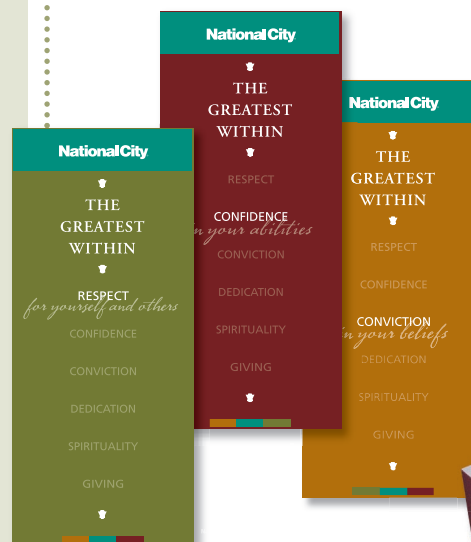 NationalCity
THE
GREATEST
WITHIN
RESPECT
for yourself and others
CONFIDENCE
CONVICTION
DEDICATION
SPIRITUALITY
GIVING
NationalCity
THE
GREATEST
WITHIN
RESPECT
CONFIDENCE
in your abilities
CONVICTION
DEDICATION
SPIRITUALITY
GIVING
NationalCity
THE
GREATEST
WITHIN
RESPECT
CONFIDENCE
CONVICTION
in your beliefs
DEDICATION
SPIRITUALITY
GIVING